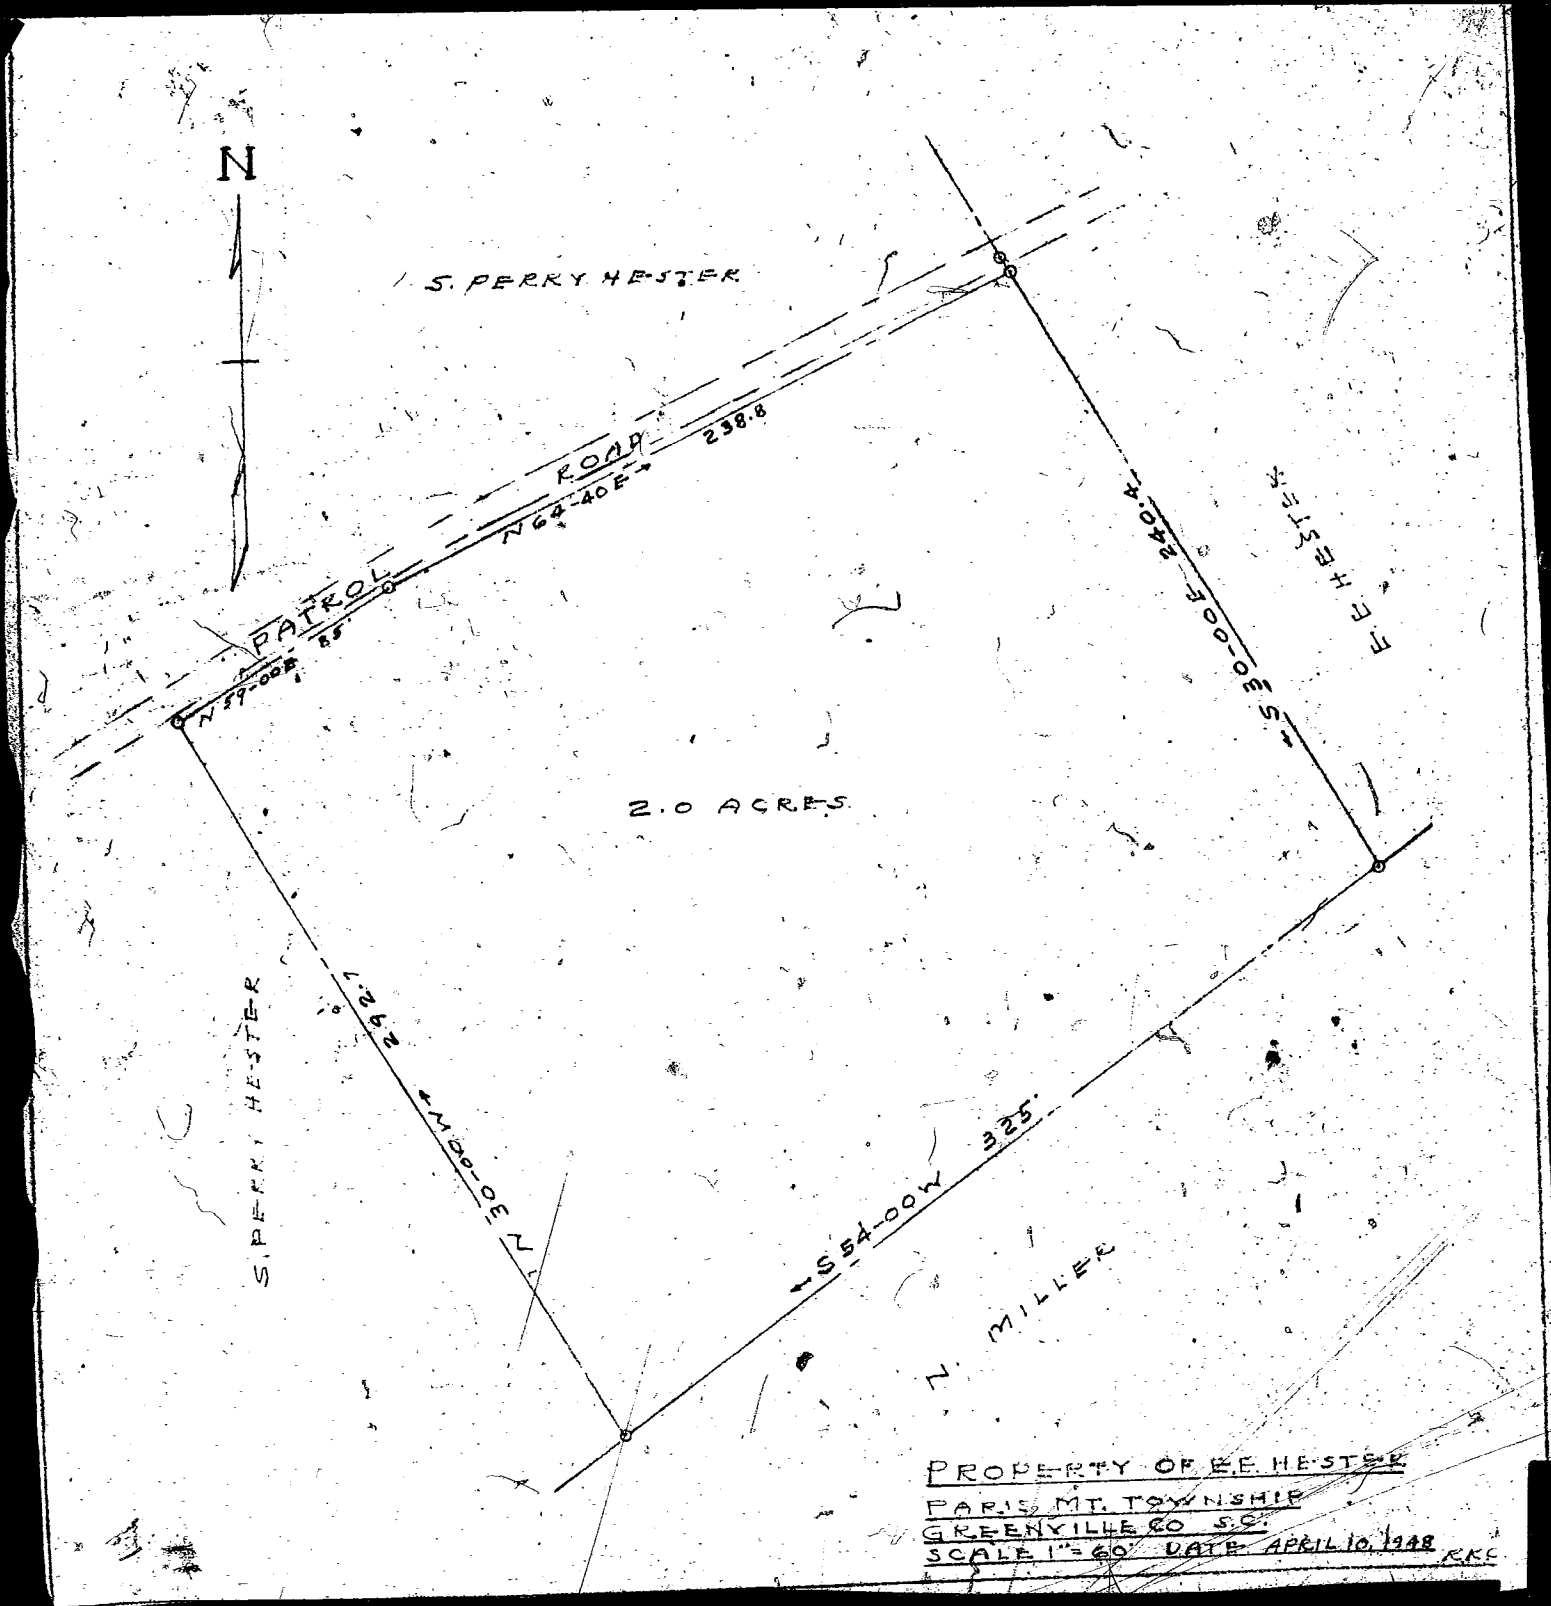 N
S. PERRY HESTER
PATROL ROAD
N 59-00E 85'
N 64-40E 238.8
S 30-00E 240.4
E.E HESTER
2.0 ACRES
N 30-00W 292.7
S. PERRY HESTER
S 54-00W 325'
N. MILLER
PROPERTY OF E.E. HESTER
PARIS MT. TOWNSHIP
GREENVILLE CO S.C.
SCALE 1"=60' DATE APRIL 10, 1948 RKC